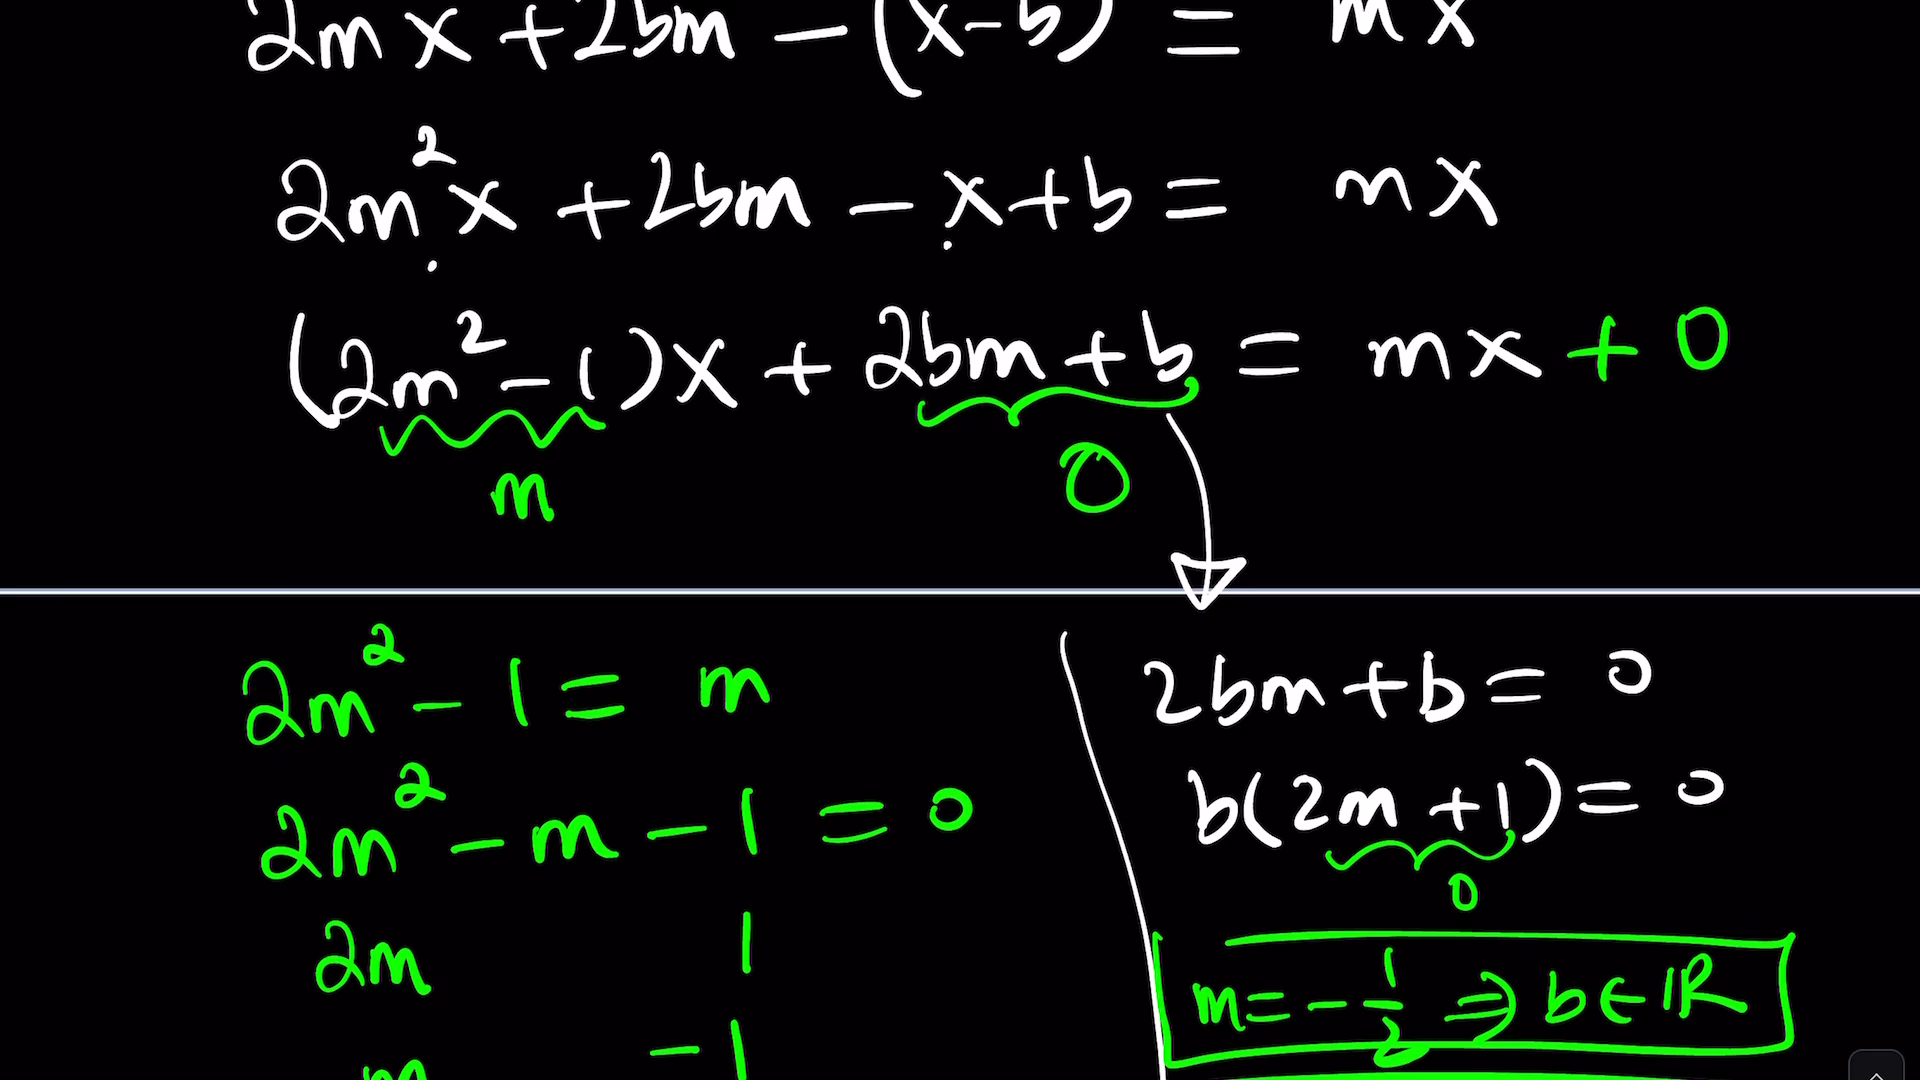 2mx + 2bm - (x-b) = mx
2m²x + 2bm - x + b = mx
(2m² - 1)x + 2bm + b = mx + 0
m
0
2m² - 1 = m
2m² - m - 1 = 0
2m 1
m - 1
2bm + b = 0
b(2m + 1) = 0
0
m = - 1/2 ⇒ b ∈ ℝ